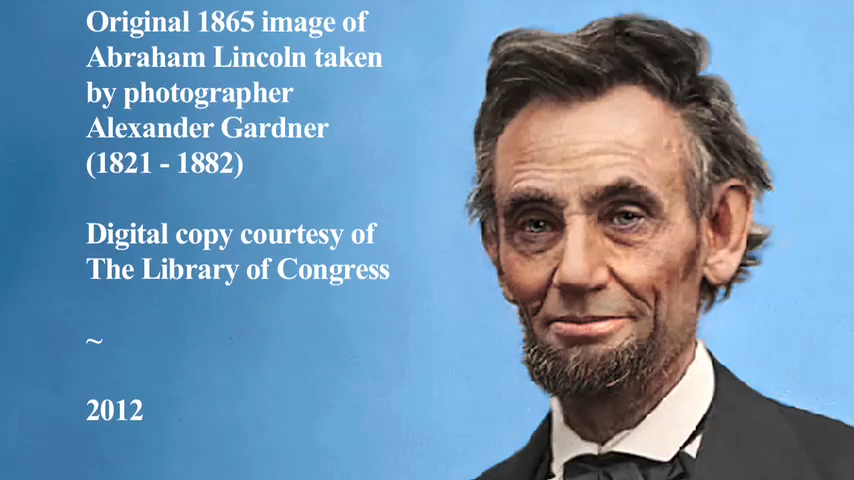 Original 1865 image of
Abraham Lincoln taken
by photographer
Alexander Gardner
(1821 - 1882)
Digital copy courtesy of
The Library of Congress
~
2012